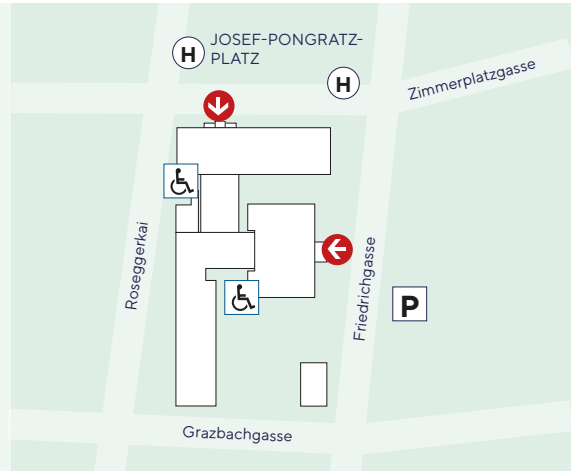 H
JOSEF-PONGRATZ-
PLATZ
H
Zimmerplatzgasse
Roseggerkai
Friedrichgasse
P
Grazbachgasse